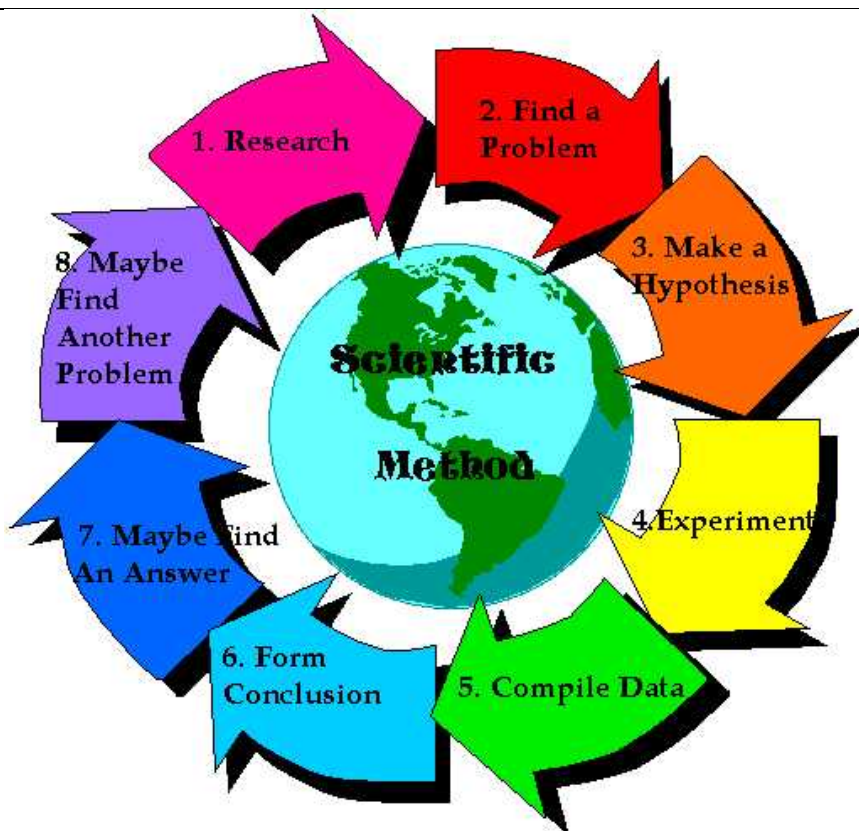 1. Research
2. Find a
Problem
3. Make a
Hypothesis
4.Experiment
5. Compile Data
6. Form
Conclusion
7. Maybe Find
An Answer
8. Maybe
Find
Another
Problem
Scientific
Method